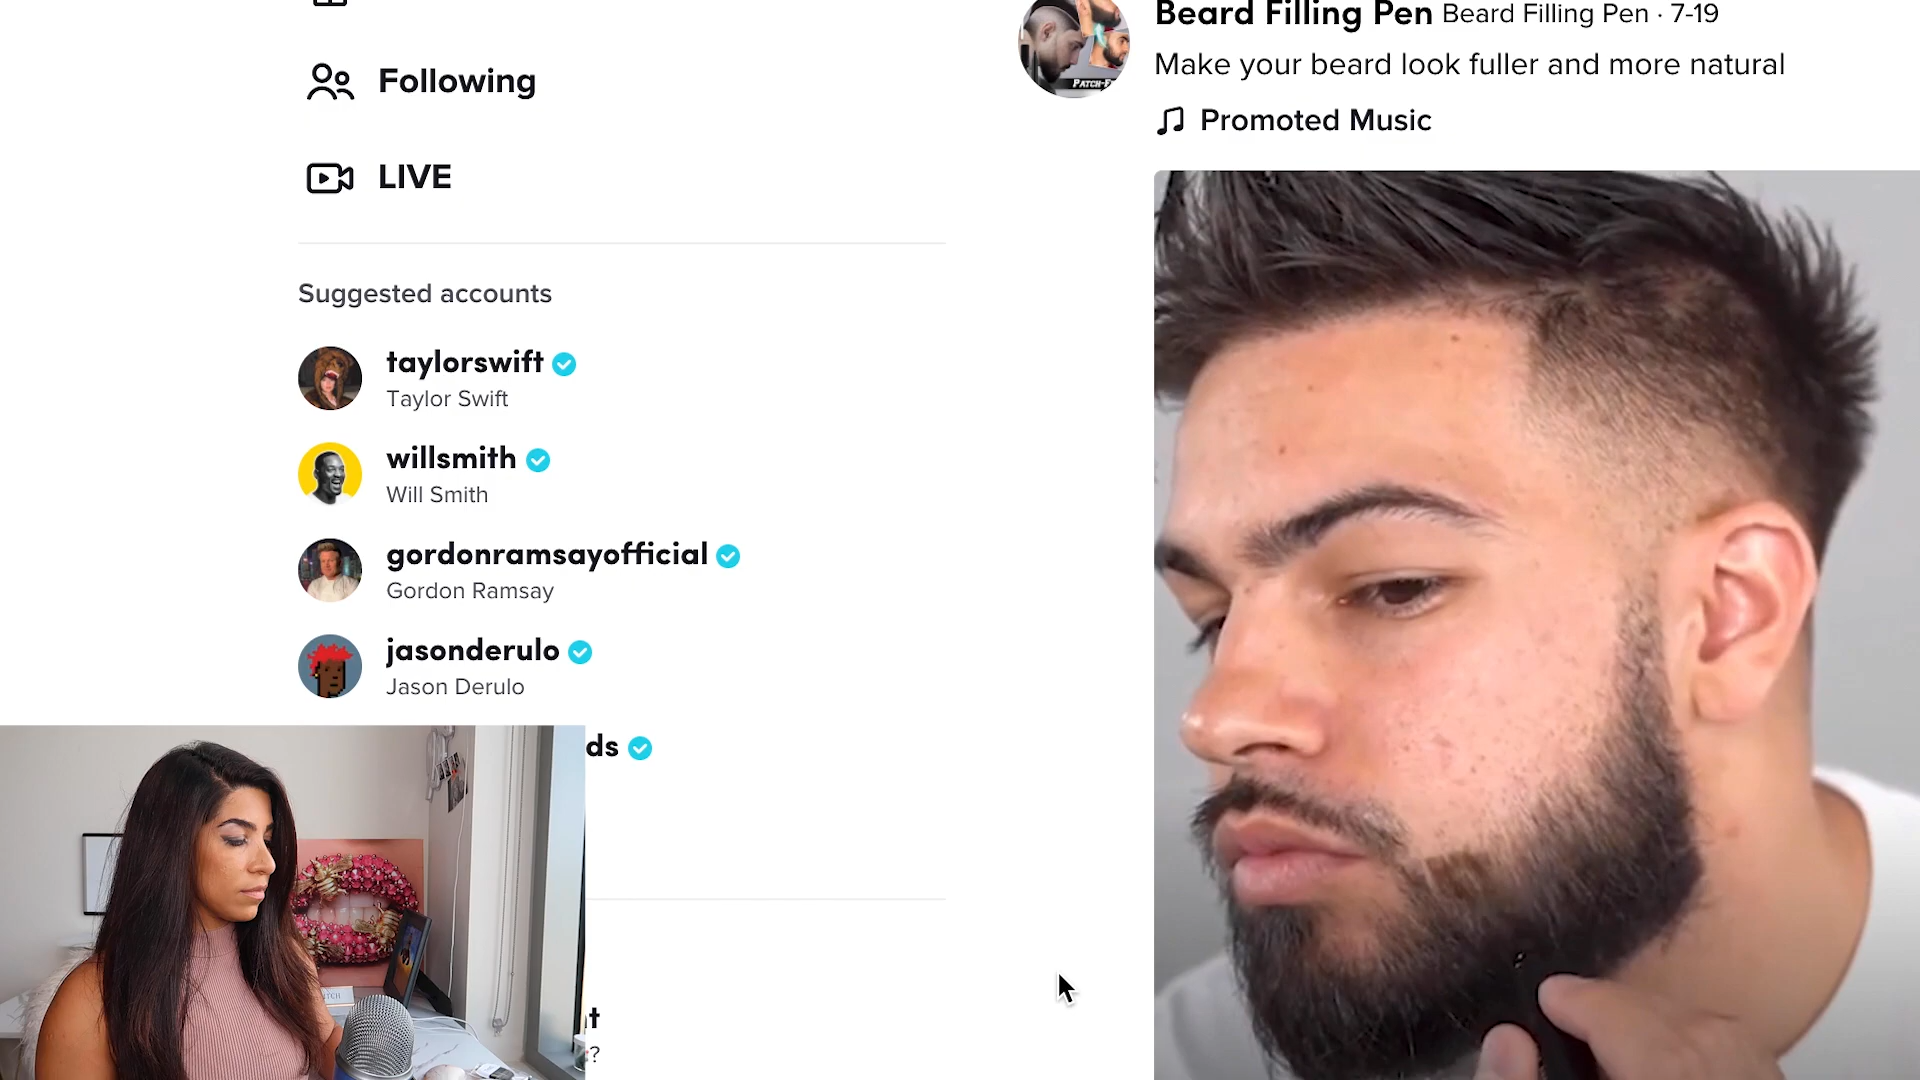 Following
LIVE
Suggested accounts
taylorswift
Taylor Swift
willsmith
Will Smith
gordonramsayofficial
Gordon Ramsay
jasonderulo
Jason Derulo
ds
t
?
Beard Filling Pen Beard Filling Pen · 7-19
Make your beard look fuller and more natural
Promoted Music